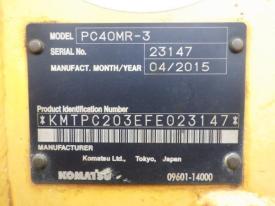 MODEL PC40MR-3
SERIAL No. 23147
MANUFACT. MONTH 04/2015
Product Identification Number
*KMTPC203EFE023147*
MANUFACTURER
Komatsu Ltd., Tokyo, Japan
KOMATSU 09601-14000